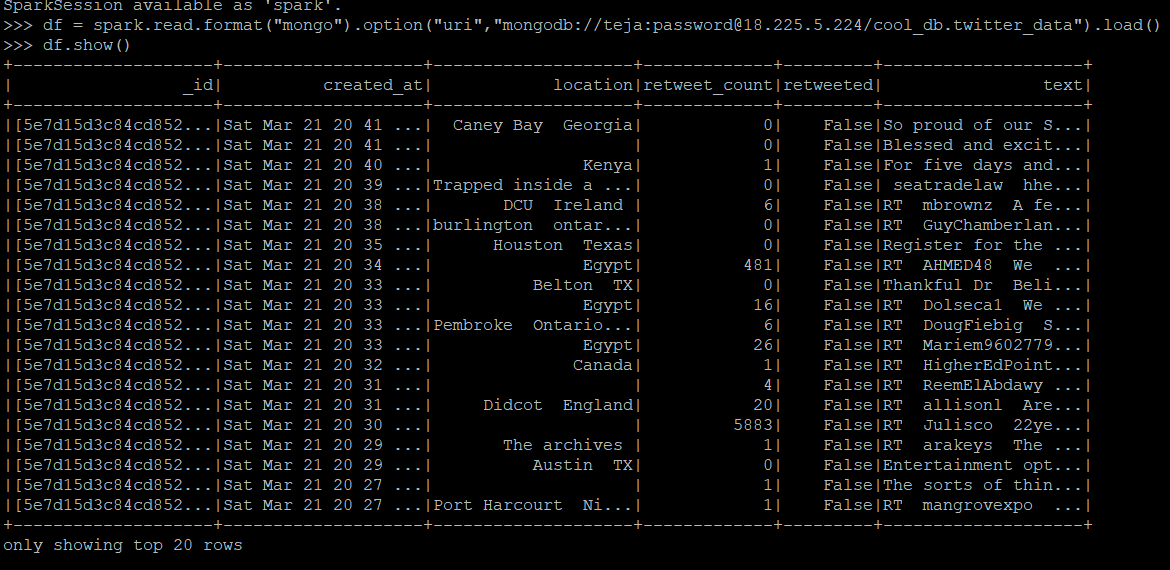 SparkSession available as 'spark'.
>>> df = spark.read.format("mongo").option("uri","mongodb://teja:password@18.225.5.224/cool_db.twitter_data").load()
>>> df.show()
+--------------------+--------------------+--------------------+-------------+---------+--------------------+
|                 _id|          created_at|            location|retweet_count|retweeted|                text|
+--------------------+--------------------+--------------------+-------------+---------+--------------------+
|[5e7d15d3c84cd852...|Sat Mar 21 20 41 ...|  Caney Bay  Georgia|            0|    False|So proud of our S...|
|[5e7d15d3c84cd852...|Sat Mar 21 20 41 ...|                    |            0|    False|Blessed and excit...|
|[5e7d15d3c84cd852...|Sat Mar 21 20 40 ...|               Kenya|            1|    False|For five days and...|
|[5e7d15d3c84cd852...|Sat Mar 21 20 39 ...|Trapped inside a ...|            0|    False| seatradelaw  hhe...|
|[5e7d15d3c84cd852...|Sat Mar 21 20 38 ...|       DCU  Ireland |            6|    False|RT  mbrownz  A fe...|
|[5e7d15d3c84cd852...|Sat Mar 21 20 38 ...|burlington  ontar...|            0|    False|RT  GuyChamberlan...|
|[5e7d15d3c84cd852...|Sat Mar 21 20 35 ...|      Houston  Texas|            0|    False|Register for the ...|
|[5e7d15d3c84cd852...|Sat Mar 21 20 34 ...|               Egypt|          481|    False|RT  AHMED48  We  ...|
|[5e7d15d3c84cd852...|Sat Mar 21 20 33 ...|          Belton  TX|            0|    False|Thankful Dr  Beli...|
|[5e7d15d3c84cd852...|Sat Mar 21 20 33 ...|               Egypt|           16|    False|RT  Dolseca1  We ...|
|[5e7d15d3c84cd852...|Sat Mar 21 20 33 ...|Pembroke  Ontario...|            6|    False|RT  DougFiebig  S...|
|[5e7d15d3c84cd852...|Sat Mar 21 20 33 ...|               Egypt|           26|    False|RT  Mariem9602779...|
|[5e7d15d3c84cd852...|Sat Mar 21 20 32 ...|              Canada|            1|    False|RT  HigherEdPoint...|
|[5e7d15d3c84cd852...|Sat Mar 21 20 31 ...|                    |            4|    False|RT  ReemElAbdawy ...|
|[5e7d15d3c84cd852...|Sat Mar 21 20 31 ...|     Didcot  England|           20|    False|RT  allisonl  Are...|
|[5e7d15d3c84cd852...|Sat Mar 21 20 30 ...|                    |         5883|    False|RT  Julisco  22ye...|
|[5e7d15d3c84cd852...|Sat Mar 21 20 29 ...|       The archives |            1|    False|RT  arakeys  The ...|
|[5e7d15d3c84cd852...|Sat Mar 21 20 29 ...|          Austin  TX|            0|    False|Entertainment opt...|
|[5e7d15d3c84cd852...|Sat Mar 21 20 27 ...|                    |            1|    False|The sorts of thin...|
|[5e7d15d3c84cd852...|Sat Mar 21 20 27 ...|Port Harcourt  Ni...|            1|    False|RT  mangrovexpo  ...|
+--------------------+--------------------+--------------------+-------------+---------+--------------------+
only showing top 20 rows